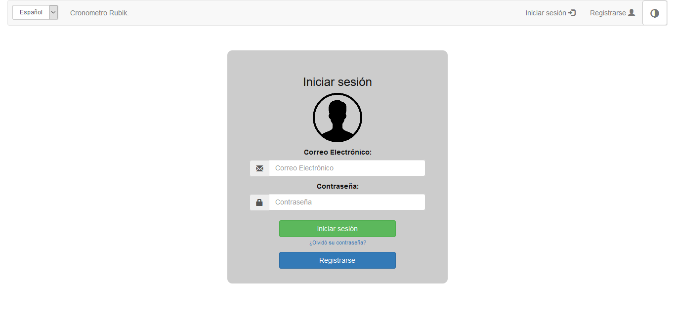 Español
Cronometro Rubik
Iniciar sesión
Registrarse
Iniciar sesión
Correo Electrónico:
Correo Electrónico
Contraseña:
Contraseña
Iniciar sesión
¿Olvidó su contraseña?
Registrarse